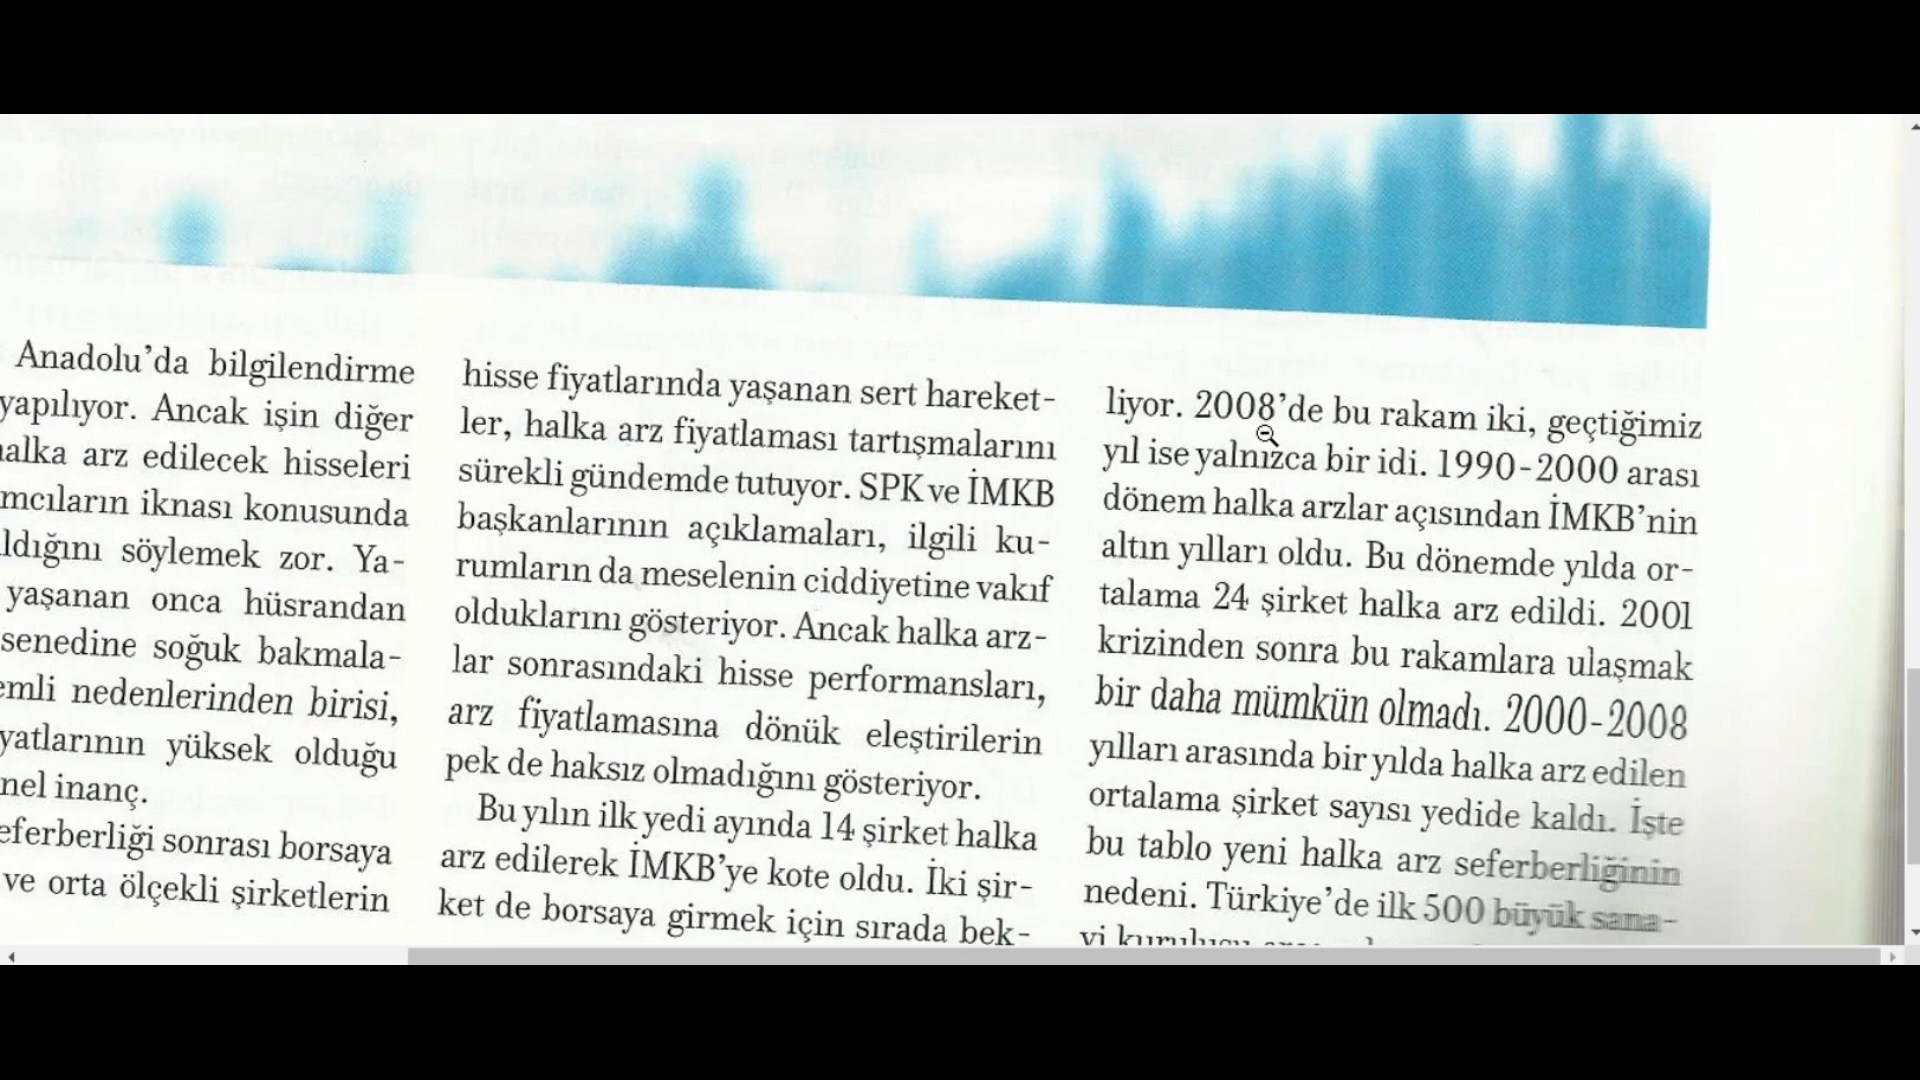 Anadolu’da bilgilendirme
yapılıyor. Ancak işin diğer
halka arz edilecek hisseleri
mcıların iknası konusunda
ldığını söylemek zor. Ya-
yaşanan onca hüsrandan
senedine soğuk bakmala-
emli nedenlerinden birisi,
yatlarının yüksek olduğu
nel inanç.
eferberliği sonrası borsaya
ve orta ölçekli şirketlerin
hisse fiyatlarında yaşanan sert hareket-
ler, halka arz fiyatlaması tartışmalarını
sürekli gündemde tutuyor. SPK ve İMKB
başkanlarının açıklamaları, ilgili ku-
rumların da meselenin ciddiyetine vakıf
olduklarını gösteriyor. Ancak halka arz-
lar sonrasındaki hisse performansları,
arz fiyatlamasına dönük eleştirilerin
pek de haksız olmadığını gösteriyor.
Bu yılın ilk yedi ayında 14 şirket halka
arz edilerek İMKB’ye kote oldu. İki şir-
ket de borsaya girmek için sırada bek-
liyor. 2008’de bu rakam iki, geçtiğimiz
yıl ise yalnızca bir idi. 1990-2000 arası
dönem halka arzlar açısından İMKB’nin
altın yılları oldu. Bu dönemde yılda or-
talama 24 şirket halka arz edildi. 2001
krizinden sonra bu rakamlara ulaşmak
bir daha mümkün olmadı. 2000-2008
yılları arasında bir yılda halka arz edilen
ortalama şirket sayısı yedide kaldı. İşte
bu tablo yeni halka arz seferberliğinin
nedeni. Türkiye’de ilk 500 büyük sana-